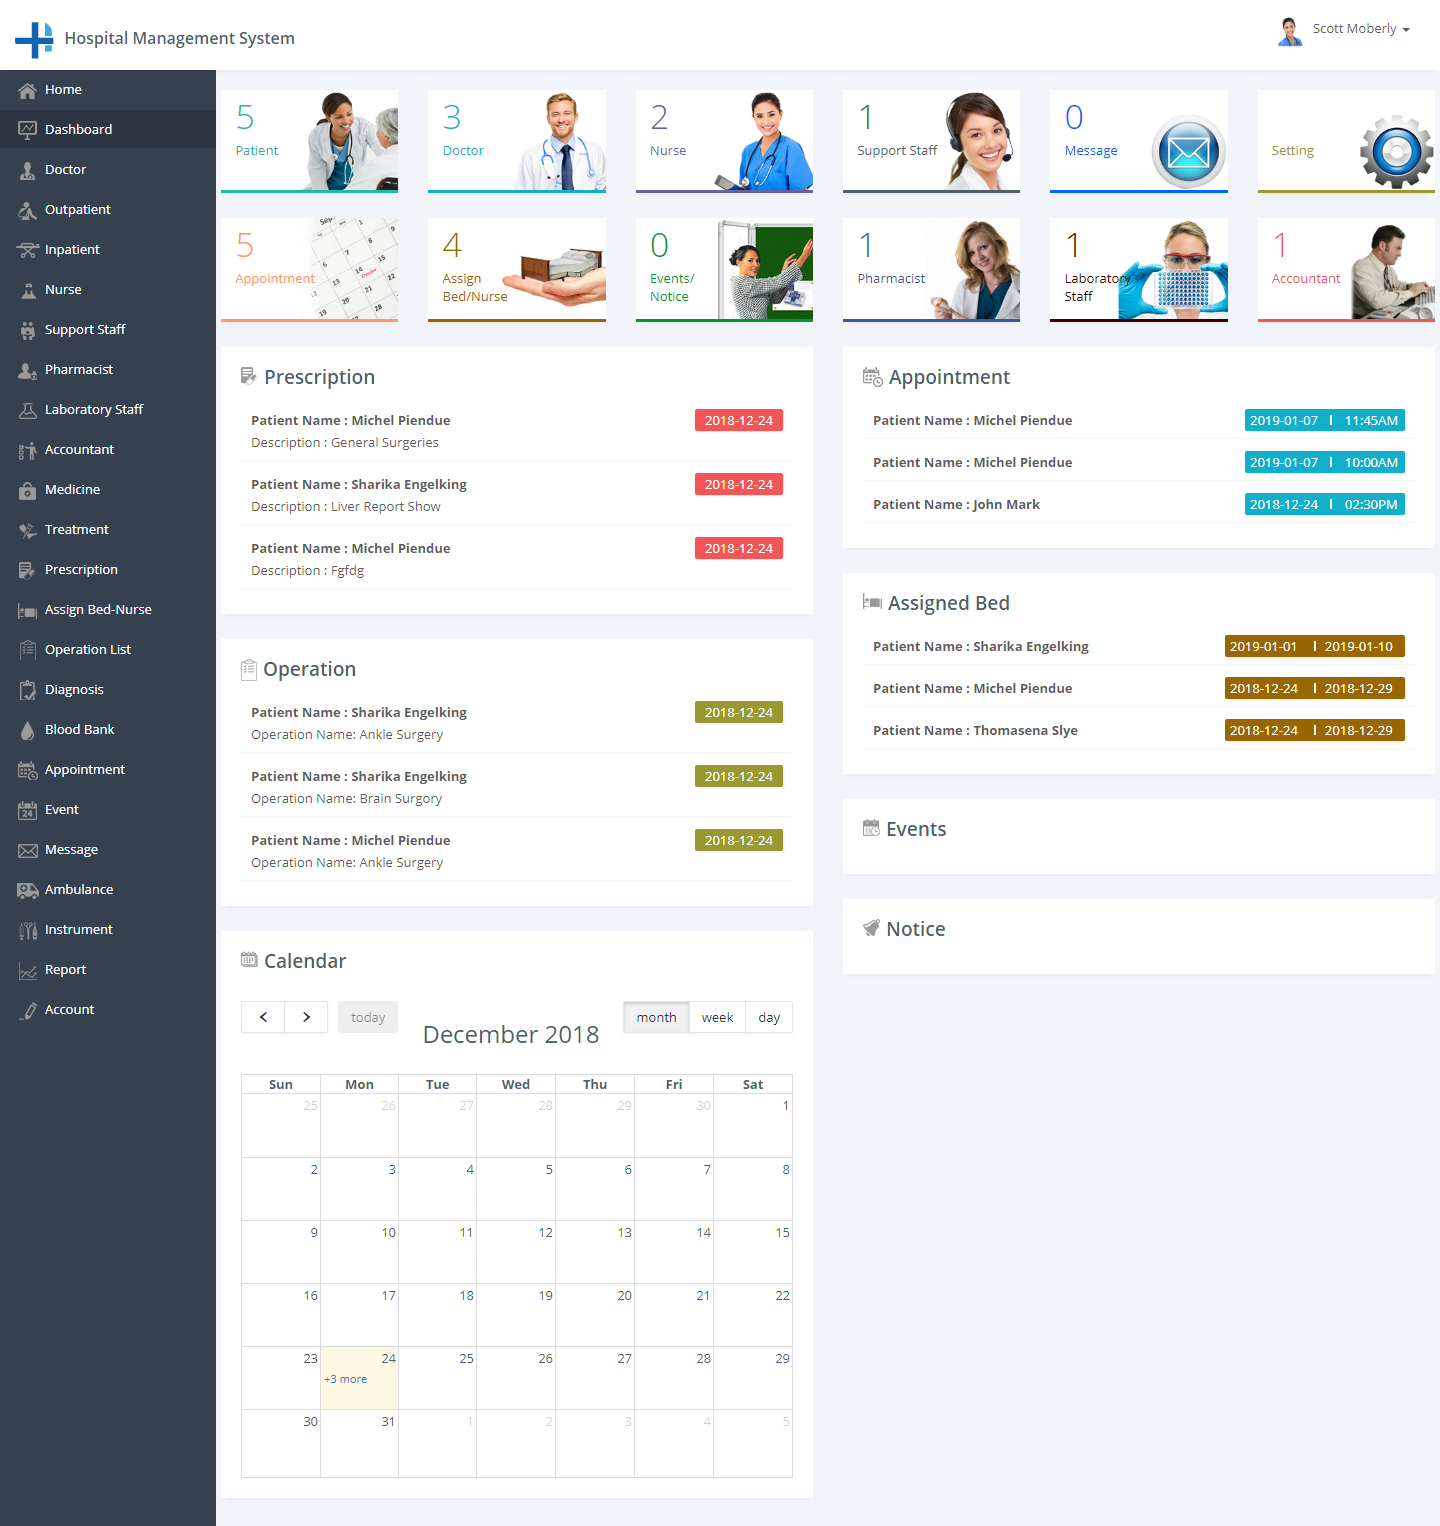 Hospital Management System
Scott Moberly
Home
Dashboard
Doctor
Outpatient
Inpatient
Nurse
Support Staff
Pharmacist
Laboratory Staff
Accountant
Medicine
Treatment
Prescription
Assign Bed-Nurse
Operation List
Diagnosis
Blood Bank
Appointment
Event
24
Message
Ambulance
Instrument
Report
Account
5
Patient
3
Doctor
2
Nurse
1
Support Staff
0
Message
Setting
5
Appointment
4
Assign
Bed/Nurse
0
Events/
Notice
1
Pharmacist
1
Laboratory
Staff
1
Accountant
Prescription
Patient Name : Michel Piendue 2018-12-24
Description : General Surgeries
Patient Name : Sharika Engelking 2018-12-24
Description : Liver Report Show
Patient Name : Michel Piendue 2018-12-24
Description : Fgfdg
Operation
Patient Name : Sharika Engelking 2018-12-24
Operation Name: Ankle Surgery
Patient Name : Sharika Engelking 2018-12-24
Operation Name: Brain Surgory
Patient Name : Michel Piendue 2018-12-24
Operation Name: Ankle Surgery
Calendar
today
December 2018
month week day
Sun Mon Tue Wed Thu Fri Sat
25 26 27 28 29 30 1
2 3 4 5 6 7 8
9 10 11 12 13 14 15
16 17 18 19 20 21 22
23 24 25 26 27 28 29
+3 more
30 31 1 2 3 4 5
Appointment
Patient Name : Michel Piendue 2019-01-07 | 11:45AM
Patient Name : Michel Piendue 2019-01-07 | 10:00AM
Patient Name : John Mark 2018-12-24 | 02:30PM
Assigned Bed
Patient Name : Sharika Engelking 2019-01-01 | 2019-01-10
Patient Name : Michel Piendue 2018-12-24 | 2018-12-29
Patient Name : Thomasena Slye 2018-12-24 | 2018-12-29
Events
Notice